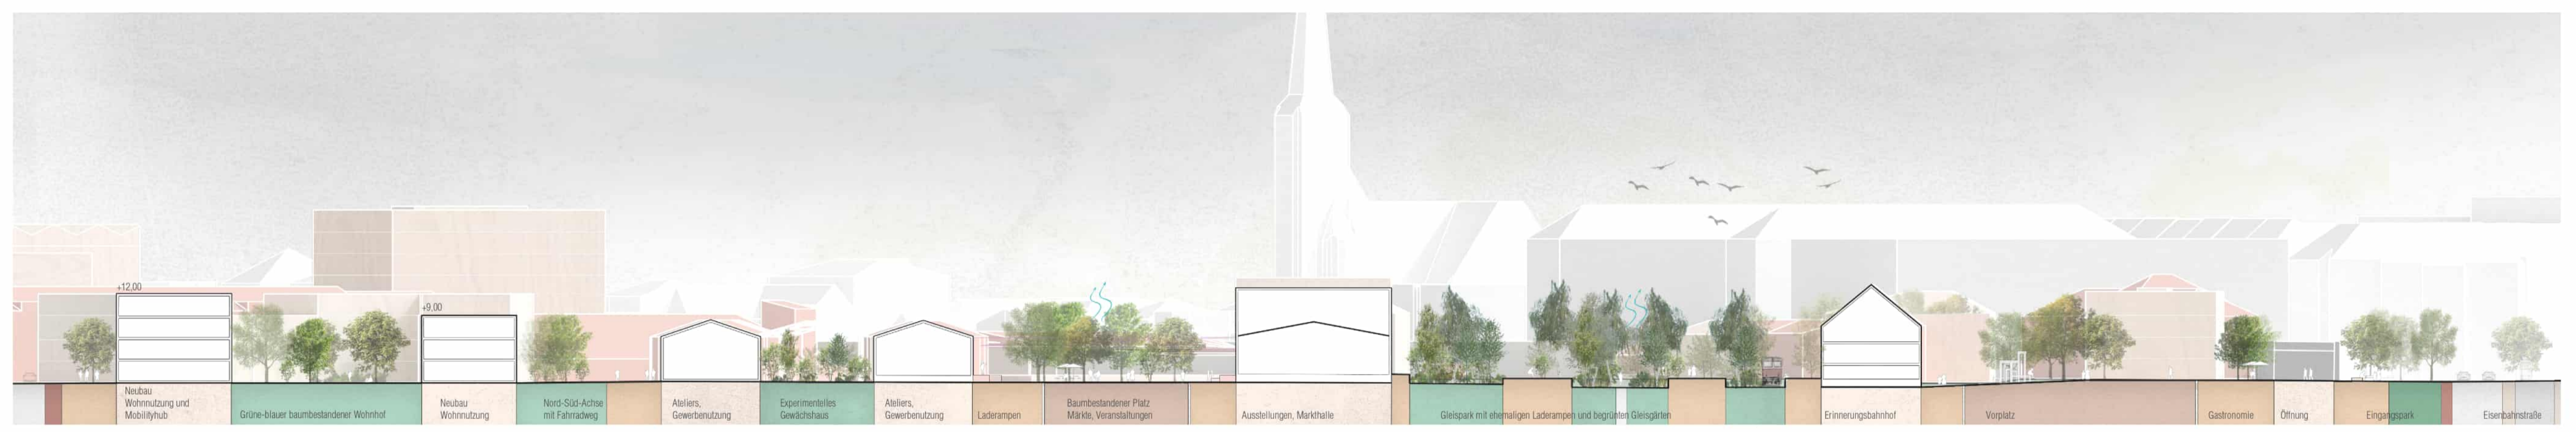 +12,00
+9,00
Neubau
Wohnnutzung und
Mobilityhub
Grüne-blauer baumbestandener Wohnhof
Neubau
Wohnnutzung
Nord-Süd-Achse
mit Fahrradweg
Ateliers,
Gewerbenutzung
Experimentelles
Gewächshaus
Ateliers,
Gewerbenutzung
Laderampen
Baumbestandener Platz
Märkte, Veranstaltungen
Ausstellungen, Markthalle
Gleispark mit ehemaligen Laderampen und begrünten Gleisgärten
Erinnerungsbahnhof
Vorplatz
Gastronomie
Öffnung
Eingangspark
Eisenbahnstraße